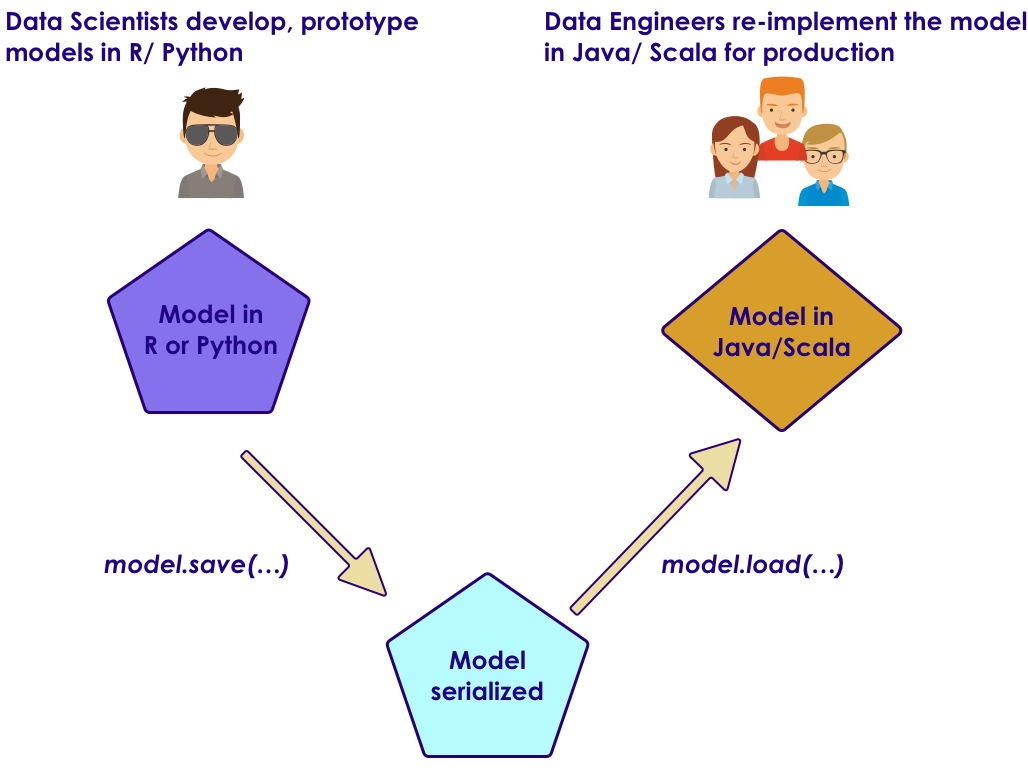 Data Scientists develop, prototype
models in R/ Python
Data Engineers re-implement the model
in Java/ Scala for production
Model in
R or Python
Model in
Java/Scala
model.save(...)
model.load(...)
Model
serialized